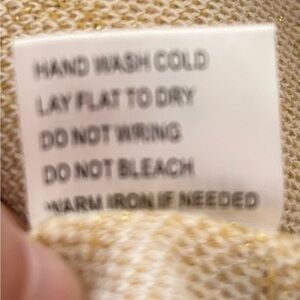 HAND WASH COLD
LAY FLAT TO DRY
DO NOT WRING
DO NOT BLEACH
WARM IRON IF NEEDED